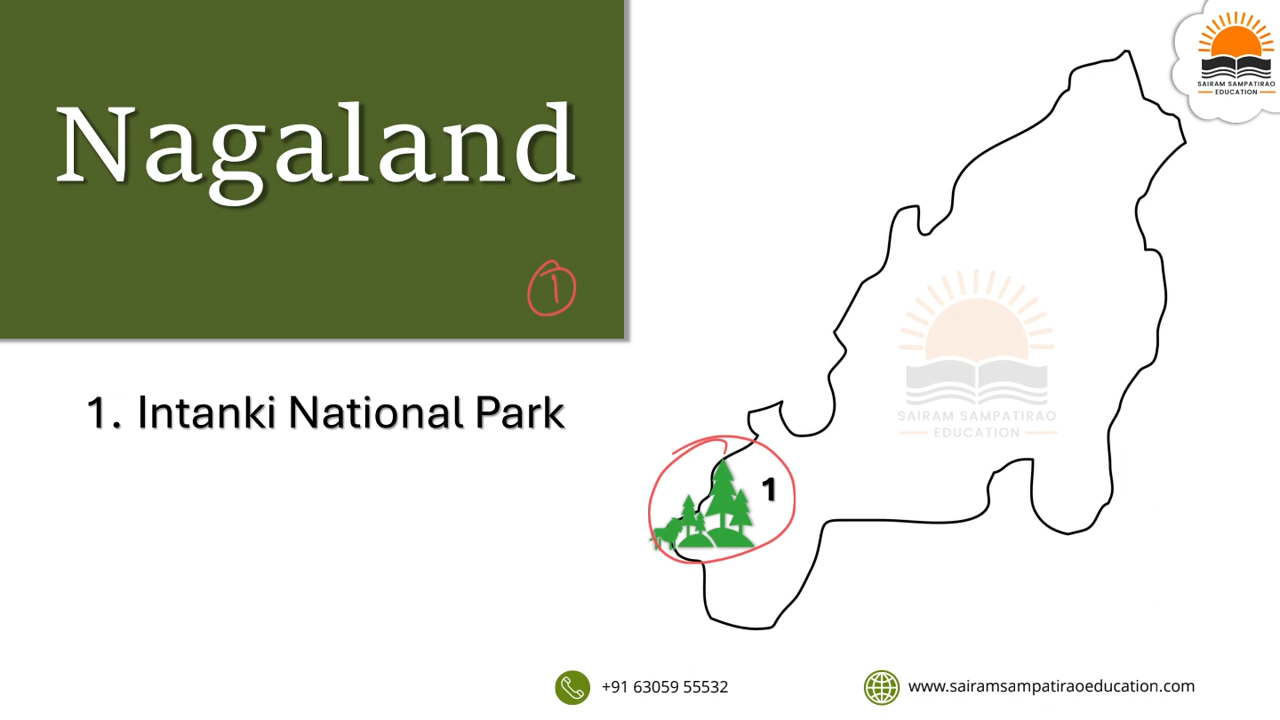 Nagaland
1
1. Intanki National Park
1
SAIRAM SAMPATIRAO
EDUCATION
SAIRAM SAMPATIRAO
EDUCATION
+91 63059 55532
www.sairamsampatiraoeducation.com